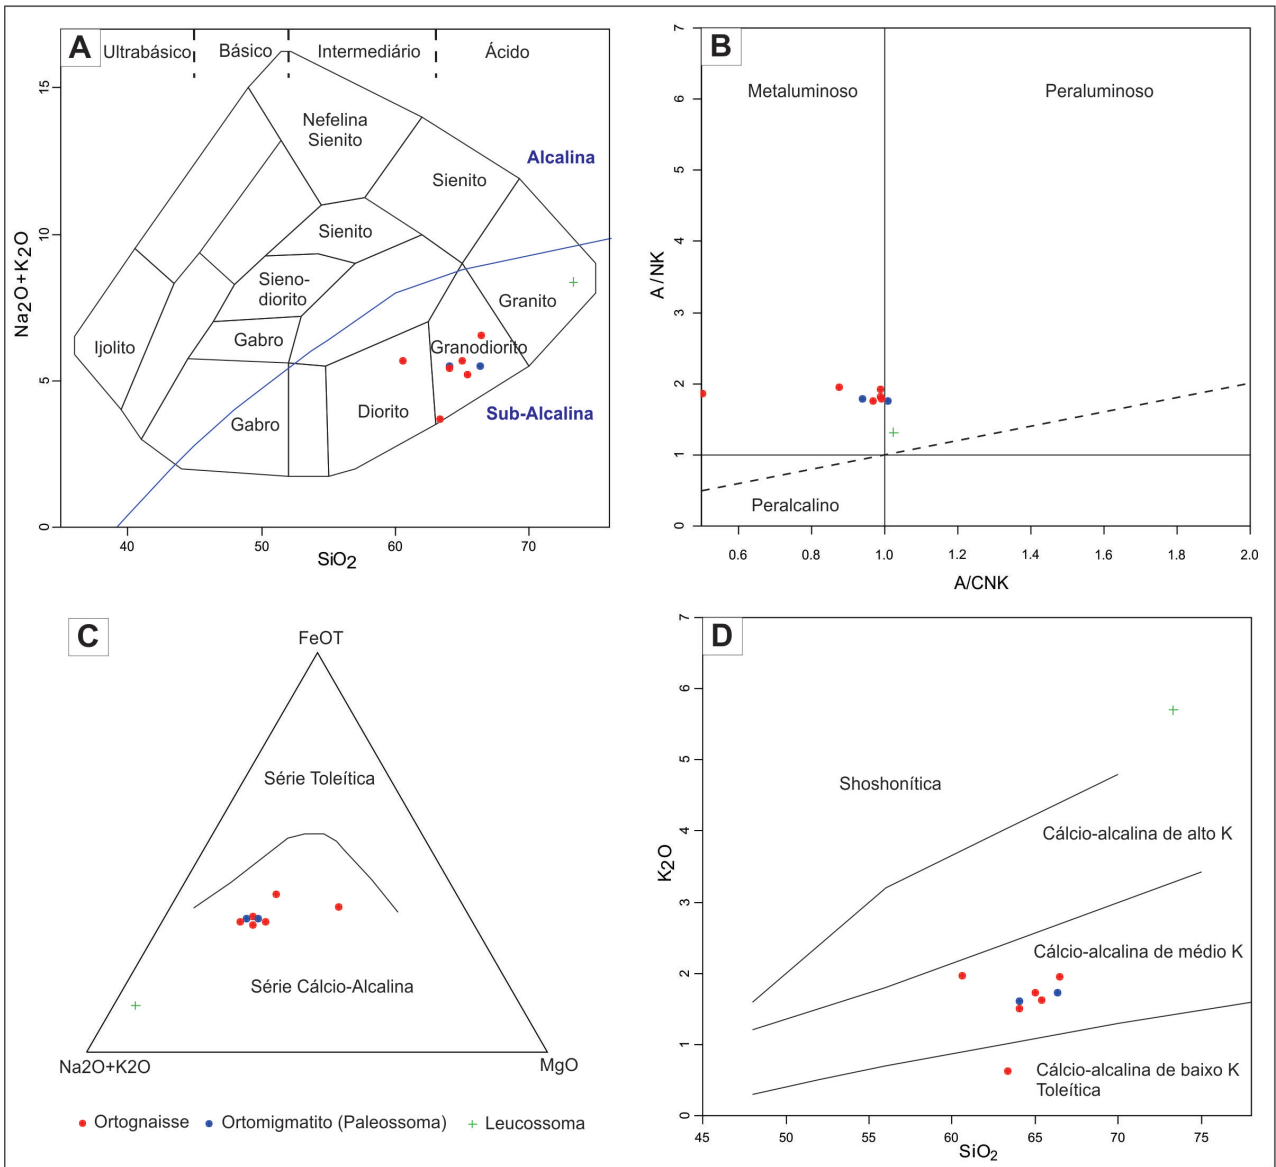 A
Ultrabásico
Básico
Intermediário
Ácido
Nefelina
Sienito
Alcalina
Sienito
Sienito
Sieno-
diorito
Granito
Ijolito
Gabro
Granodiorito
Gabro
Diorito
Sub-Alcalina
Na2O+K2O
15
10
5
0
40
50
60
70
SiO2
B
Metaluminoso
Peraluminoso
Peralcalino
A/NK
7
6
5
4
3
2
1
0
0.6
0.8
1.0
1.2
1.4
1.6
1.8
2.0
A/CNK
C
FeOT
Série Toleítica
Série Cálcio-Alcalina
Na2O+K2O
MgO
Ortognaisse
Ortomigmatito (Paleossoma)
Leucossoma
D
Shoshonítica
Cálcio-alcalina de alto K
Cálcio-alcalina de médio K
Cálcio-alcalina de baixo K
Toleítica
K2O
7
6
5
4
3
2
1
0
45
50
55
60
65
70
75
SiO2